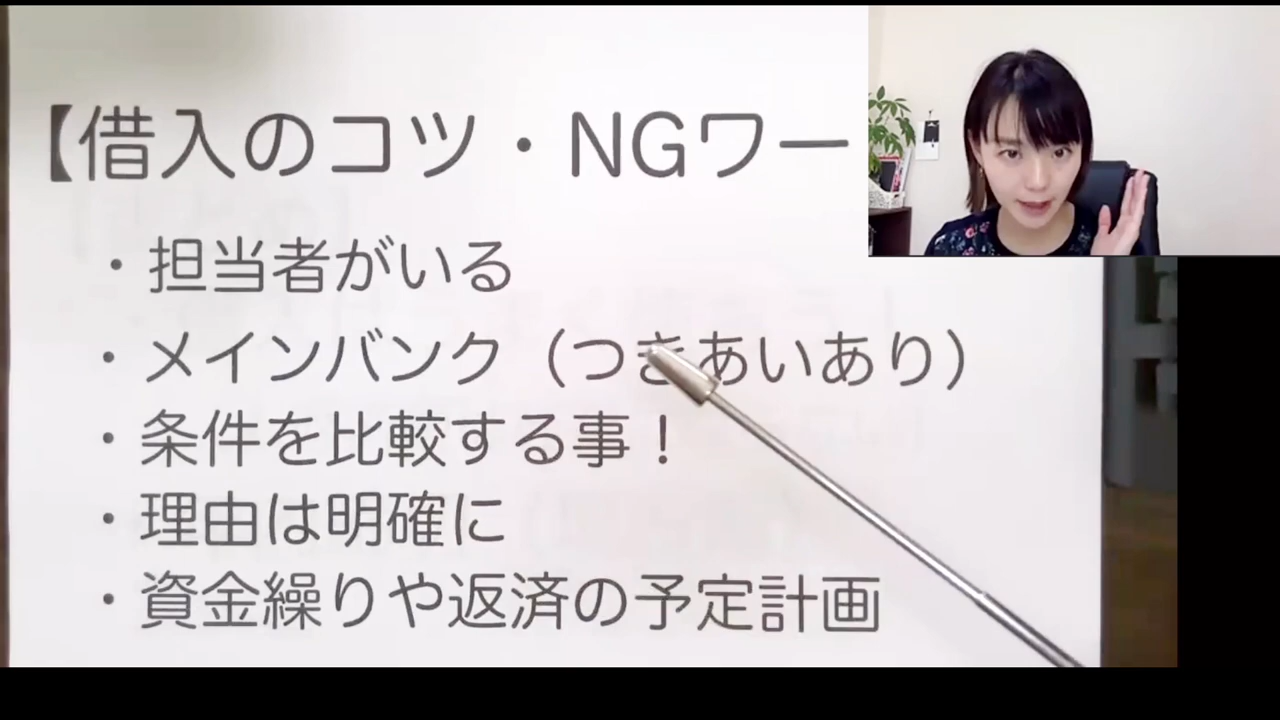 【借入のコツ・NGワー
・担当者がいる
・メインバンク（つきあいあり）
・条件を比較する事！
・理由は明確に
・資金繰りや返済の予定計画